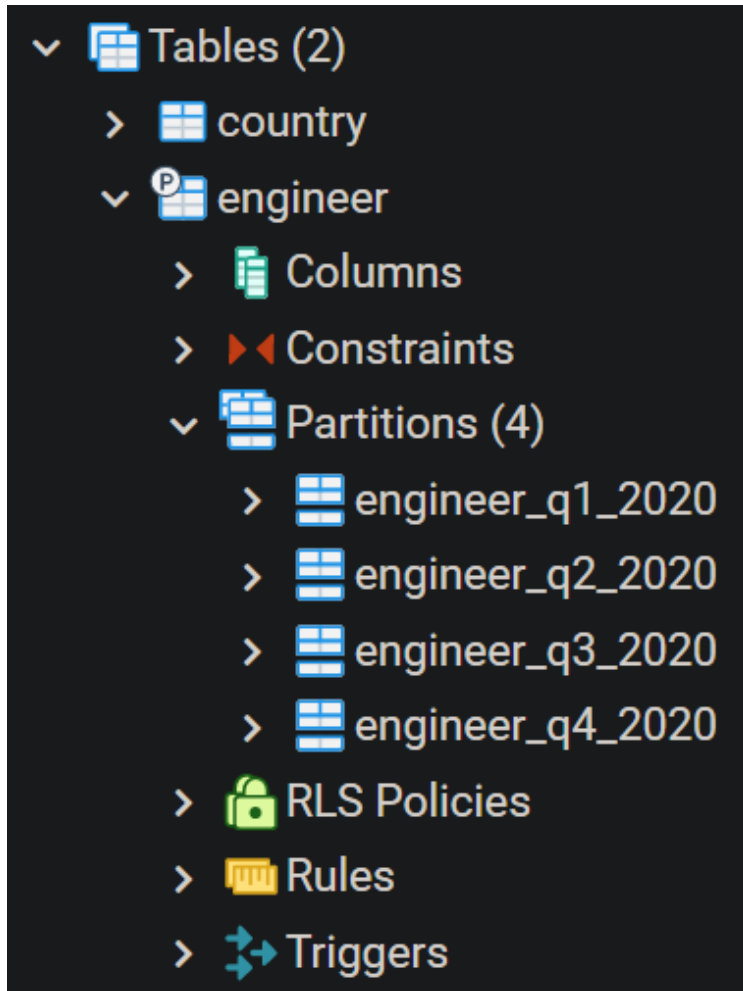 Tables (2)
country
P engineer
Columns
Constraints
Partitions (4)
engineer_q1_2020
engineer_q2_2020
engineer_q3_2020
engineer_q4_2020
RLS Policies
Rules
Triggers